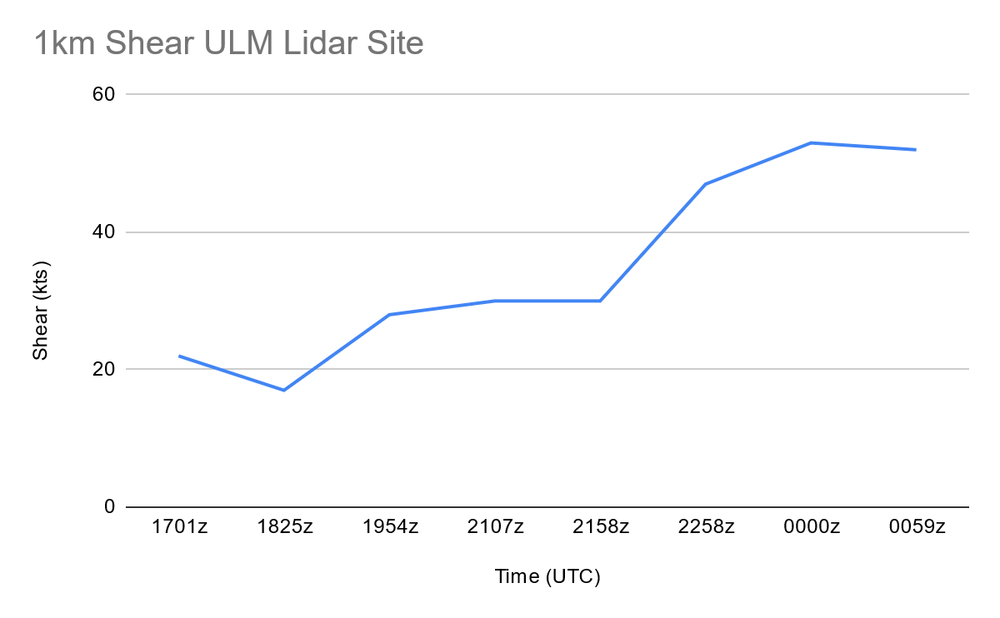 1km Shear ULM Lidar Site
60
40
20
0
Shear (kts)
1701z 1825z 1954z 2107z 2158z 2258z 0000z 0059z
Time (UTC)